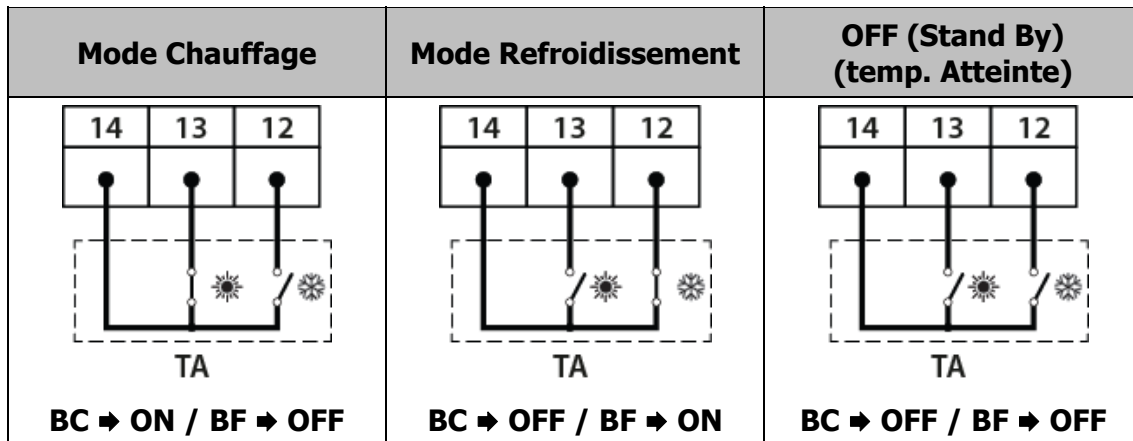 Mode Chauffage
Mode Refroidissement
OFF (Stand By)
(temp. Atteinte)
14 13 12
14 13 12
14 13 12
TA
TA
TA
BC ➡ ON / BF ➡ OFF
BC ➡ OFF / BF ➡ ON
BC ➡ OFF / BF ➡ OFF